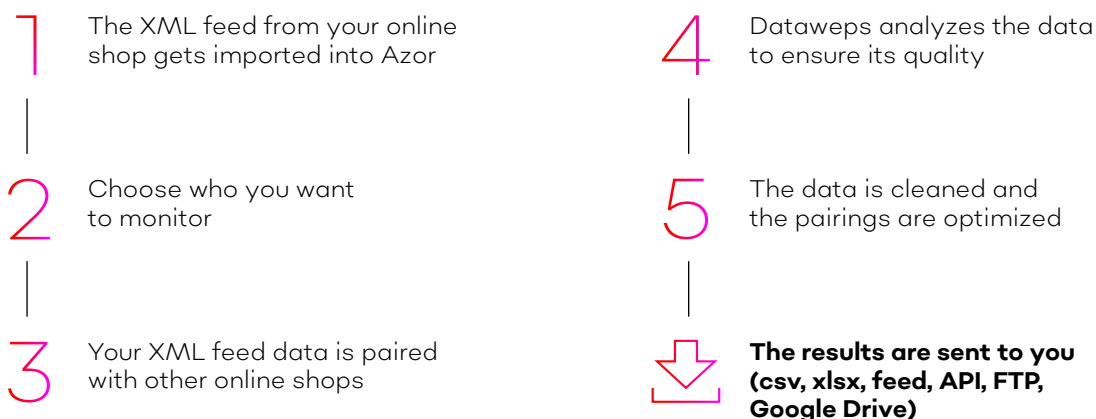 1
The XML feed from your online
shop gets imported into Azor
2
Choose who you want
to monitor
3
Your XML feed data is paired
with other online shops
4
Dataweps analyzes the data
to ensure its quality
5
The data is cleaned and
the pairings are optimized
The results are sent to you
(csv, xlsx, feed, API, FTP,
Google Drive)